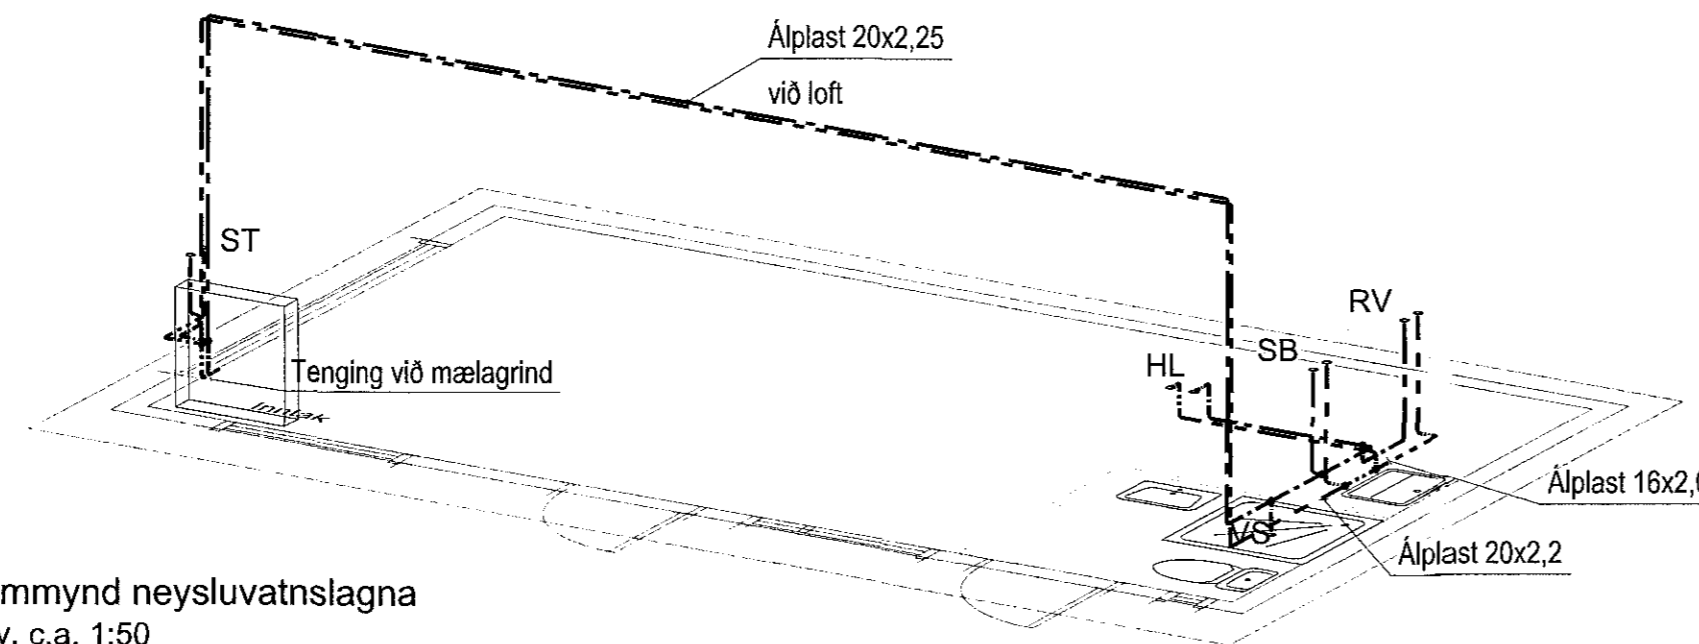 Álplast 20x2,25
við loft
ST
RV
SB
HL
Tenging við mælagrind
Inntak
Álplast 16x2,
VS
Álplast 20x2,2
mmynd neysluvatnslagna
v. c.a. 1:50